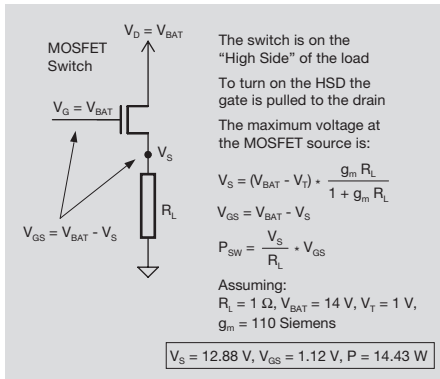 V_D = V_BAT
MOSFET
Switch
V_G = V_BAT
V_S
R_L
V_GS = V_BAT - V_S
The switch is on the
“High Side” of the load
To turn on the HSD the
gate is pulled to the drain
The maximum voltage at
the MOSFET source is:
V_S = (V_BAT - V_T) * g_m R_L / 1 + g_m R_L
V_GS = V_BAT - V_S
P_SW = V_S / R_L * V_GS
Assuming:
R_L = 1 Ω, V_BAT = 14 V, V_T = 1 V,
g_m = 110 Siemens
V_S = 12.88 V, V_GS = 1.12 V, P = 14.43 W